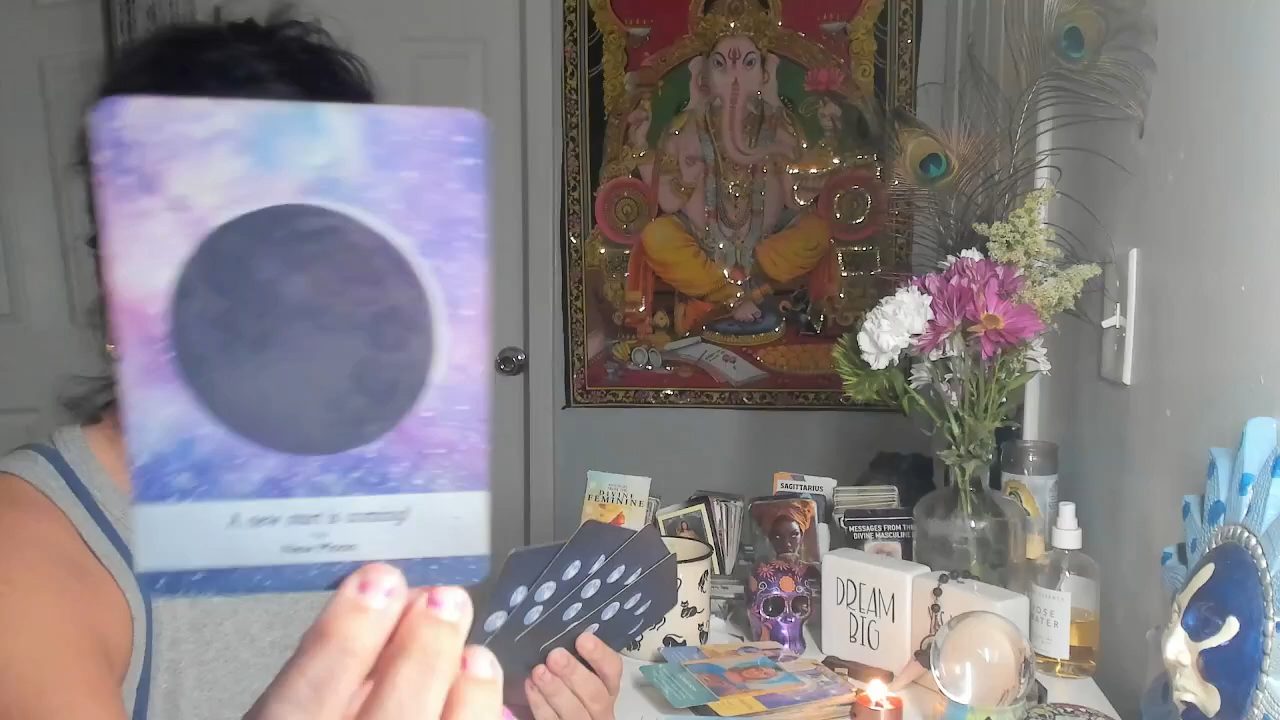 A new start is coming!
New Moon
DIVINE
FEMININE
SAGITTARIUS
MESSAGES FROM THE
DIVINE MASCULINE
DREAM
BIG
ROSE
WATER